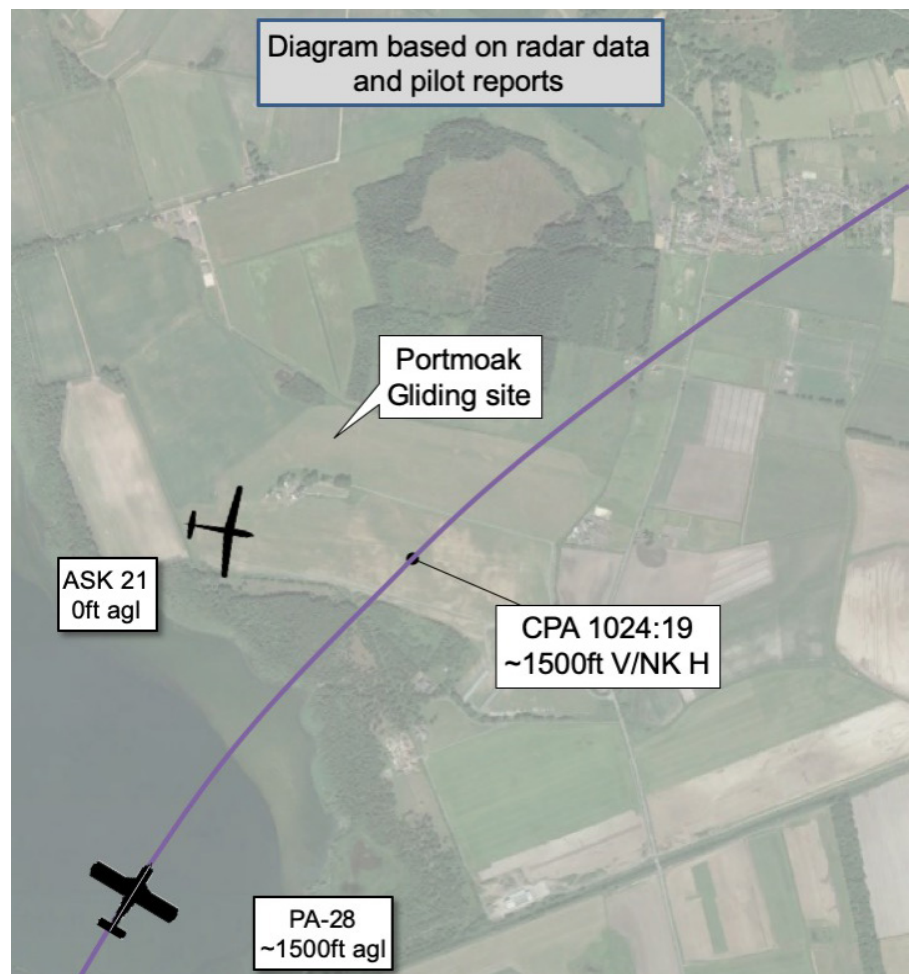 Diagram based on radar data
and pilot reports
Portmoak
Gliding site
ASK 21
0ft agl
CPA 1024:19
~1500ft V/NK H
PA-28
~1500ft agl